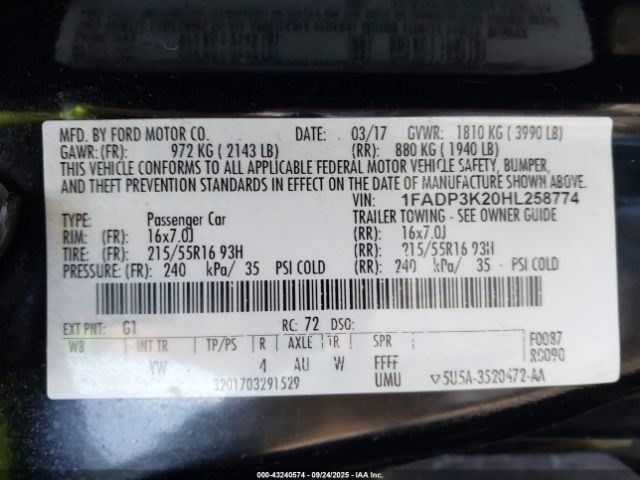 MFD. BY FORD MOTOR CO. DATE: 03/17 GVWR: 1810 KG ( 3990 LB)
GAWR: (FR): 972 KG ( 2143 LB) (RR): 880 KG ( 1940 LB)
THIS VEHICLE CONFORMS TO ALL APPLICABLE FEDERAL MOTOR VEHICLE SAFETY, BUMPER,
AND THEFT PREVENTION STANDARDS IN EFFECT ON THE DATE OF MANUFACTURE SHOWN ABOVE.
VIN: 1FADP3K20HL258774
TYPE: Passenger Car TRAILER TOWING - SEE OWNER GUIDE
RIM: (FR): 16x7.0J (RR): 16x7.0J
TIRE: (FR): 215/55R16 93H (RR): 215/55R16 93H
PRESSURE: (FR): 240 kPa/ 35 PSI COLD (RR): 240 kPa/ 35 PSI COLD
EXT PNT: G1 RC: 72 DSO:
WB INT TR TP/PS R AXLE TR SPR F0087
YW 4 AU W FFFF R0090
3201703291529 UMU ▽5U5A-3520472-AA
000-43240574 • 09/24/2025 • IAAI.com